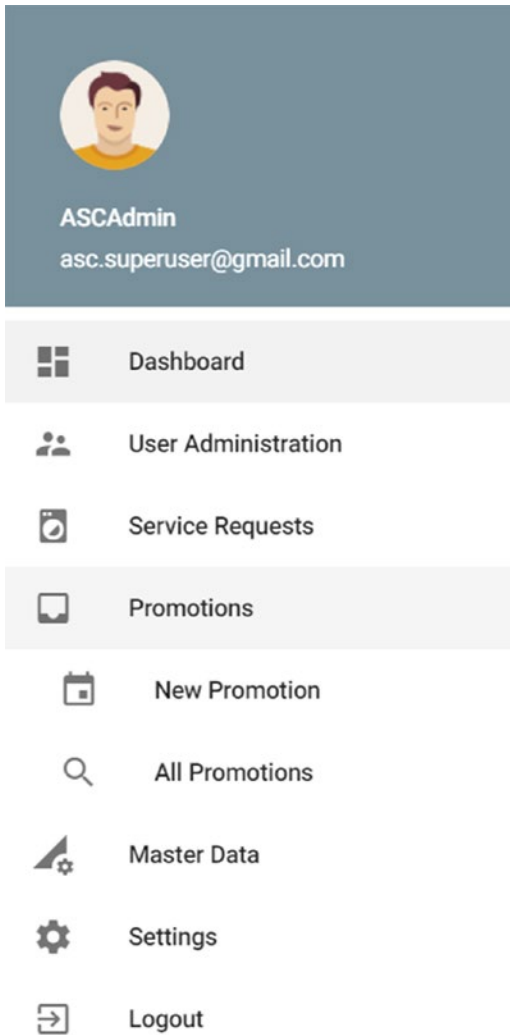 ASCAdmin
asc.superuser@gmail.com
Dashboard
User Administration
Service Requests
Promotions
New Promotion
All Promotions
Master Data
Settings
Logout